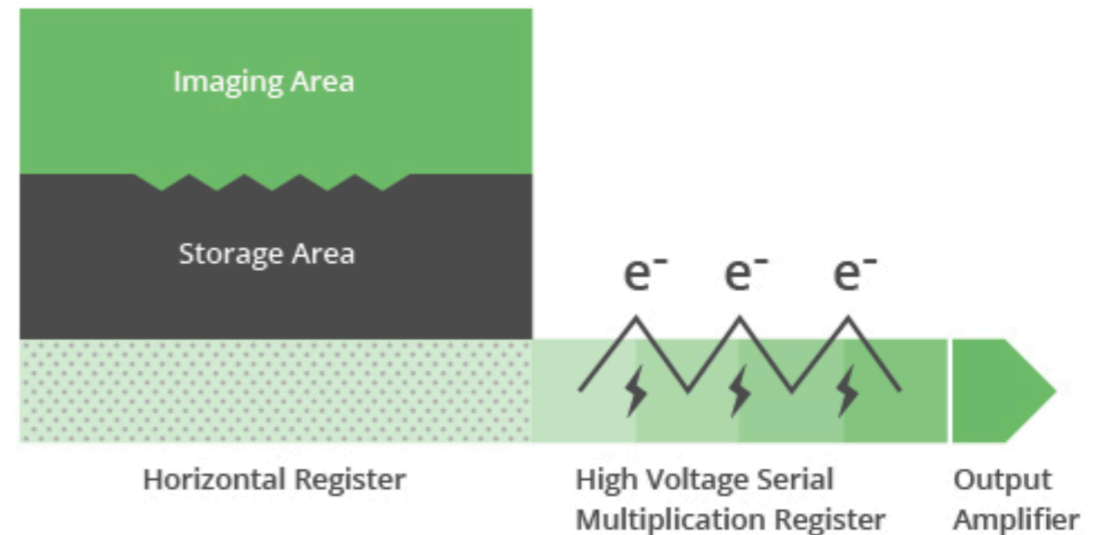 Imaging Area
Storage Area
e⁻ e⁻ e⁻
Horizontal Register
High Voltage Serial
Multiplication Register
Output
Amplifier